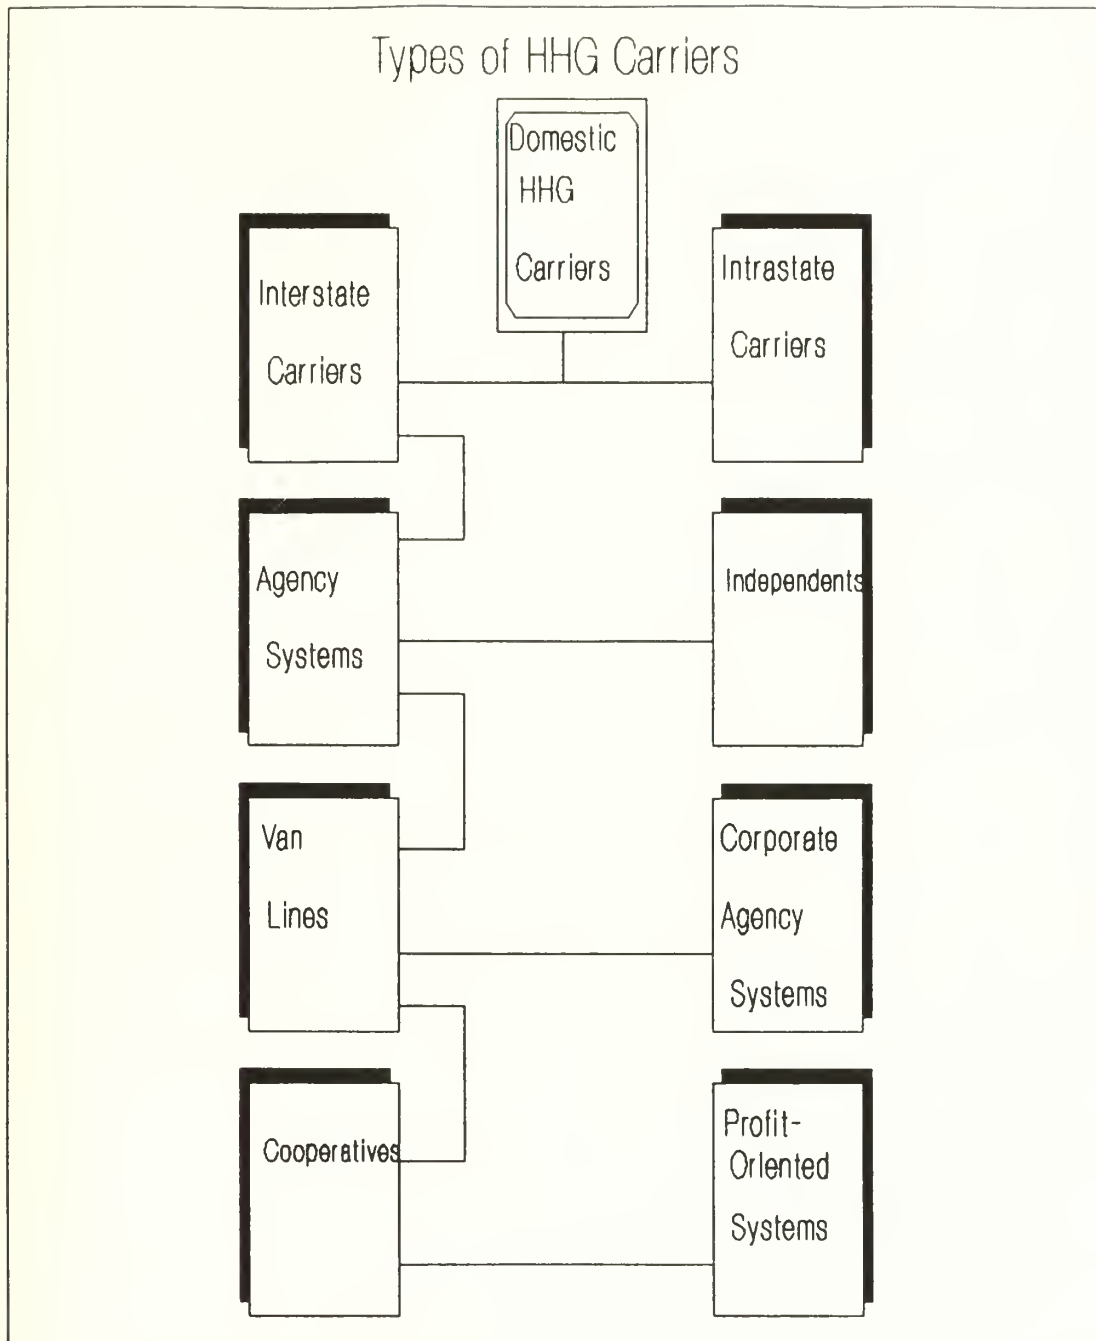 Types of HHG Carriers
Domestic
HHG
Carriers
Interstate
Carriers
Intrastate
Carriers
Agency
Systems
Independents
Van
Lines
Corporate
Agency
Systems
Cooperatives
Profit-
Oriented
Systems